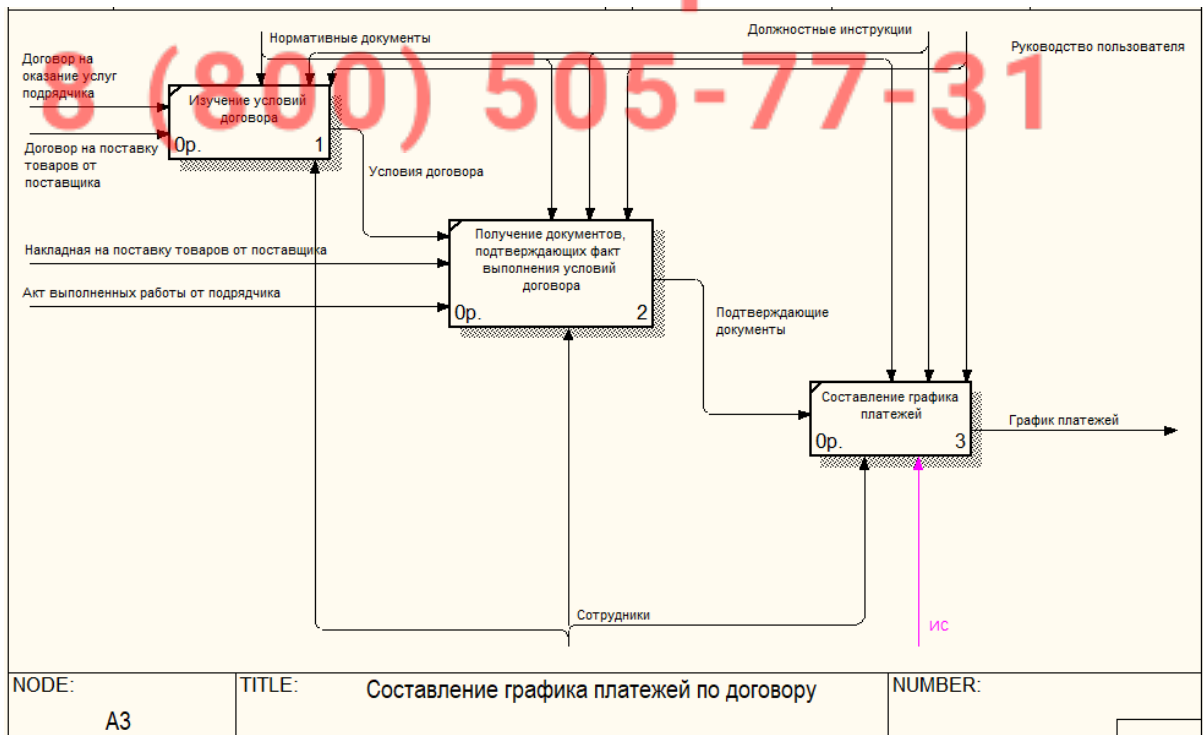 Нормативные документы
Должностные инструкции
Руководство пользователя
Договор на
оказание услуг
подрядчика
8 (800) 505-77-31
Изучение условий
договора
0р.
1
Договор на поставку
товаров от
поставщика
Условия договора
Накладная на поставку товаров от поставщика
Акт выполненных работы от подрядчика
Получение документов,
подтверждающих факт
выполнения условий
договора
0р.
2
Подтверждающие
документы
Составление графика
платежей
0р.
3
График платежей
Сотрудники
ИС
NODE:
A3
TITLE:
Составление графика платежей по договору
NUMBER: